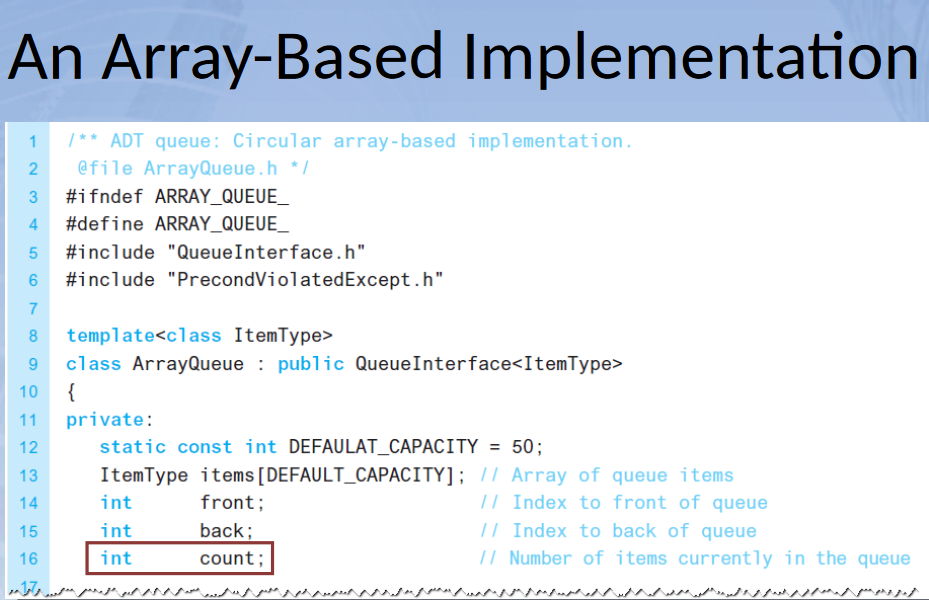 An Array-Based Implementation
1 /** ADT queue: Circular array-based implementation.
2 @file ArrayQueue.h */
3 #ifndef ARRAY_QUEUE_
4 #define ARRAY_QUEUE_
5 #include "QueueInterface.h"
6 #include "PrecondViolatedExcept.h"
7
8 template<class ItemType>
9 class ArrayQueue : public QueueInterface<ItemType>
10 {
11 private:
12 static const int DEFAULAT_CAPACITY = 50;
13 ItemType items[DEFAULT_CAPACITY]; // Array of queue items
14 int front; // Index to front of queue
15 int back; // Index to back of queue
16 int count; // Number of items currently in the queue
17